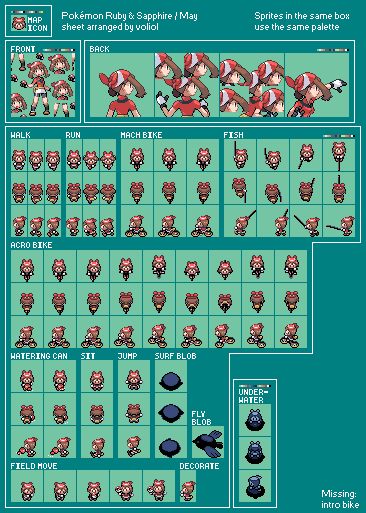 MAP
ICON
Pokémon Ruby & Sapphire / May
sheet arranged by voliol
Sprites in the same box
use the same palette
FRONT
BACK
WALK
RUN
MACH BIKE
FISH
ACRO BIKE
WATERING CAN
SIT
JUMP
SURF BLOB
FLY
BLOB
UNDER-
WATER
FIELD MOVE
DECORATE
Missing:
intro bike